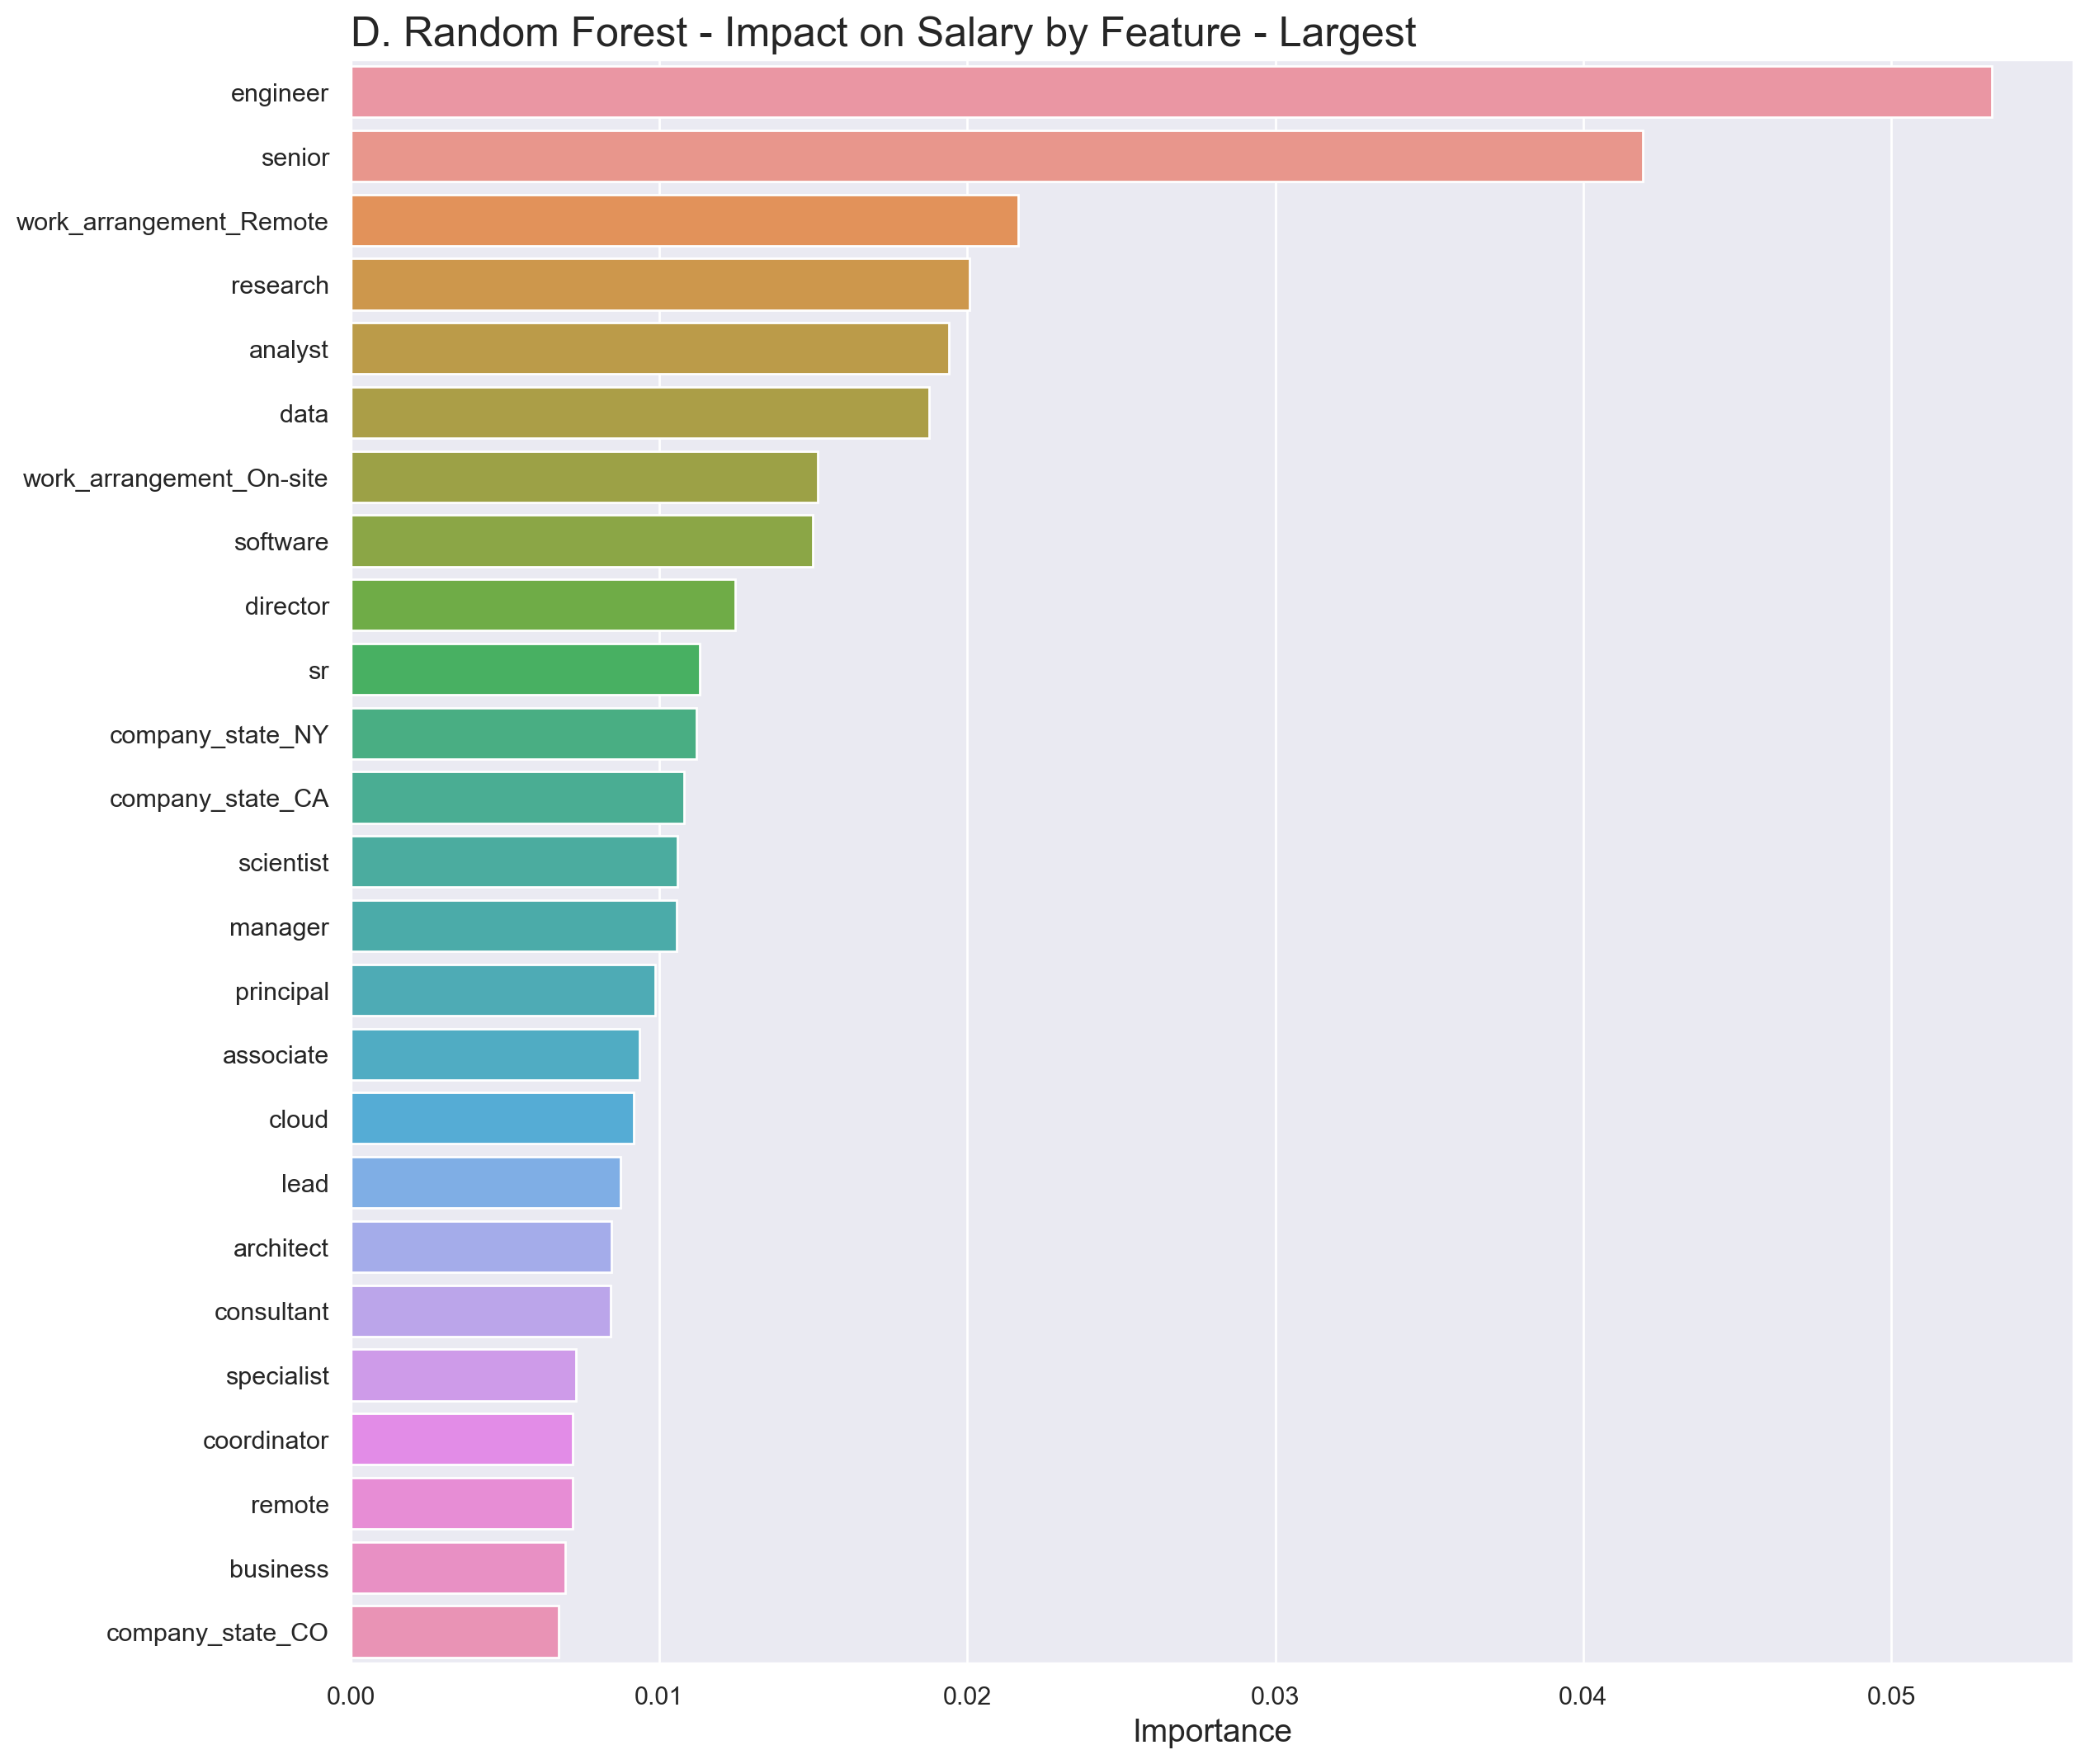 D. Random Forest - Impact on Salary by Feature - Largest
engineer
senior
work_arrangement_Remote
research
analyst
data
work_arrangement_On-site
software
director
sr
company_state_NY
company_state_CA
scientist
manager
principal
associate
cloud
lead
architect
consultant
specialist
coordinator
remote
business
company_state_CO
0.00 0.01 0.02 0.03 0.04 0.05
Importance